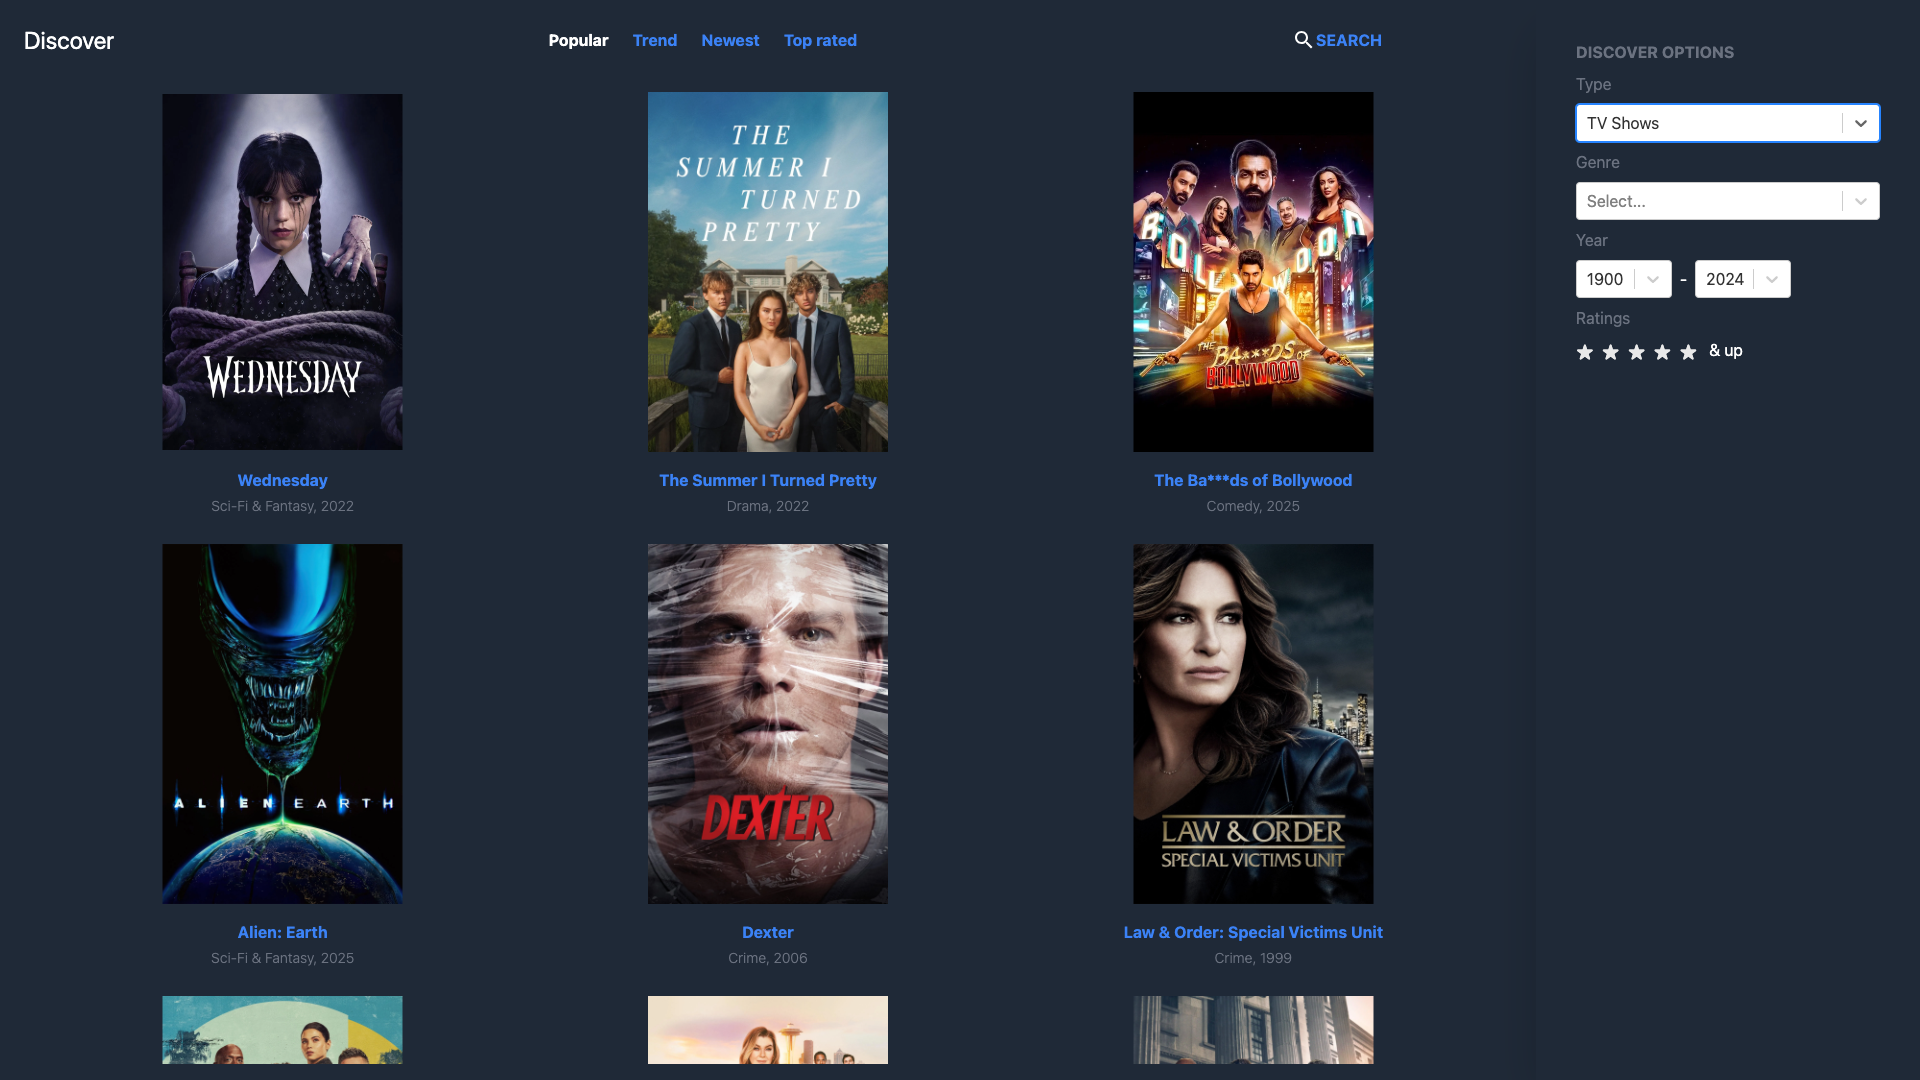 Discover
Popular
Trend
Newest
Top rated
SEARCH
DISCOVER OPTIONS
Type
TV Shows
Genre
Select...
Year
1900
-
2024
Ratings
& up
WEDNESDAY
Wednesday
Sci-Fi & Fantasy, 2022
THE
SUMMER I
TURNED
PRETTY
The Summer I Turned Pretty
Drama, 2022
BOLLYWOOD
THE
BA***DS OF
BOLLYWOOD
The Ba***ds of Bollywood
Comedy, 2025
ALIEN EARTH
Alien: Earth
Sci-Fi & Fantasy, 2025
DEXTER
Dexter
Crime, 2006
LAW & ORDER
SPECIAL VICTIMS UNIT
Law & Order: Special Victims Unit
Crime, 1999